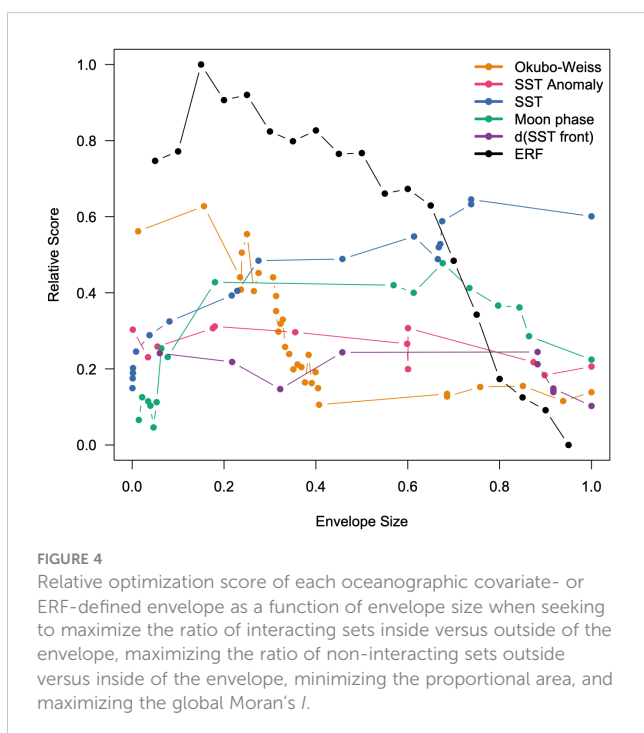 Okubo-Weiss
SST Anomaly
SST
Moon phase
d(SST front)
ERF
1.0
0.8
0.6
0.4
0.2
0.0
Relative Score
0.0 0.2 0.4 0.6 0.8 1.0
Envelope Size
FIGURE 4
Relative optimization score of each oceanographic covariate- or
ERF-defined envelope as a function of envelope size when seeking
to maximize the ratio of interacting sets inside versus outside of the
envelope, maximizing the ratio of non-interacting sets outside
versus inside of the envelope, minimizing the proportional area, and
maximizing the global Moran's I.